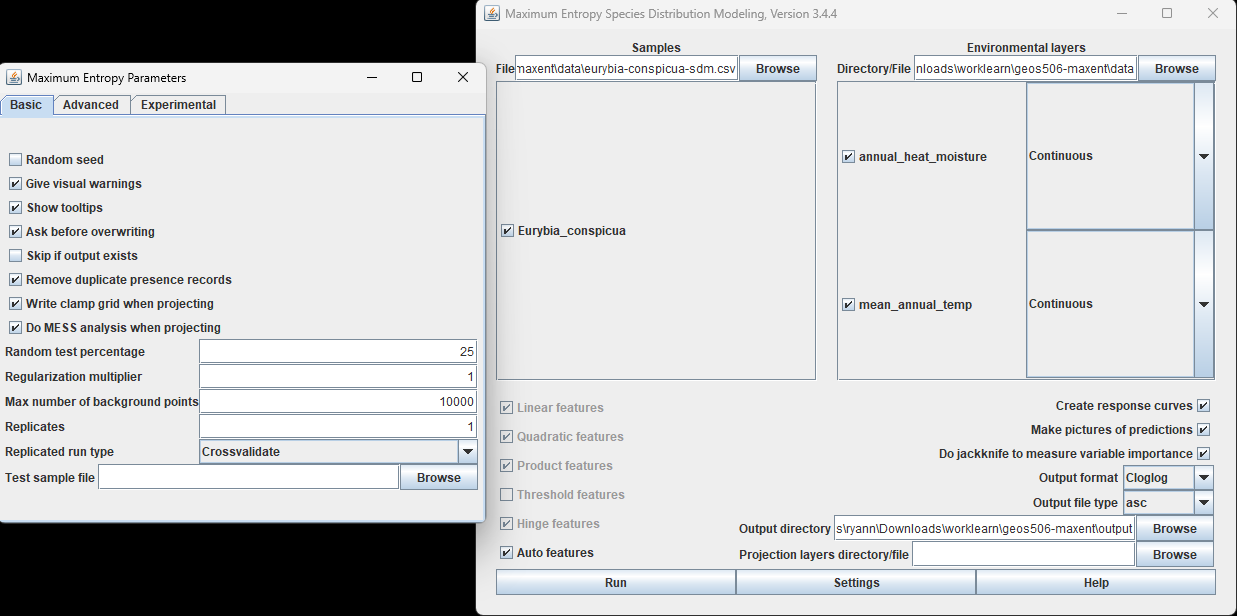 Maximum Entropy Parameters
Basic Advanced Experimental
Random seed
Give visual warnings
Show tooltips
Ask before overwriting
Skip if output exists
Remove duplicate presence records
Write clamp grid when projecting
Do MESS analysis when projecting
Random test percentage 25
Regularization multiplier 1
Max number of background points 10000
Replicates 1
Replicated run type Crossvalidate
Test sample file Browse
Maximum Entropy Species Distribution Modeling, Version 3.4.4
Samples
File maxent\data\eurybia-conspicua-sdm.csv Browse
Eurybia_conspicua
Environmental layers
Directory/File nloads\worklearn\geos506-maxent\data Browse
annual_heat_moisture Continuous
mean_annual_temp Continuous
Linear features
Quadratic features
Product features
Threshold features
Hinge features
Auto features
Create response curves
Make pictures of predictions
Do jackknife to measure variable importance
Output format Cloglog
Output file type asc
Output directory s\ryann\Downloads\worklearn\geos506-maxent\output Browse
Projection layers directory/file Browse
Run Settings Help